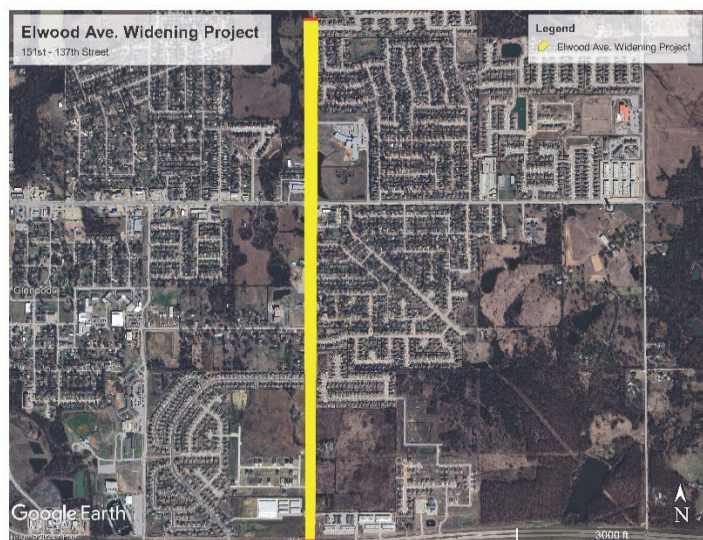 Elwood Ave. Widening Project
151st - 137th Street
Legend
Elwood Ave. Widening Project
Glenpool
Google Earth
N
3000 ft